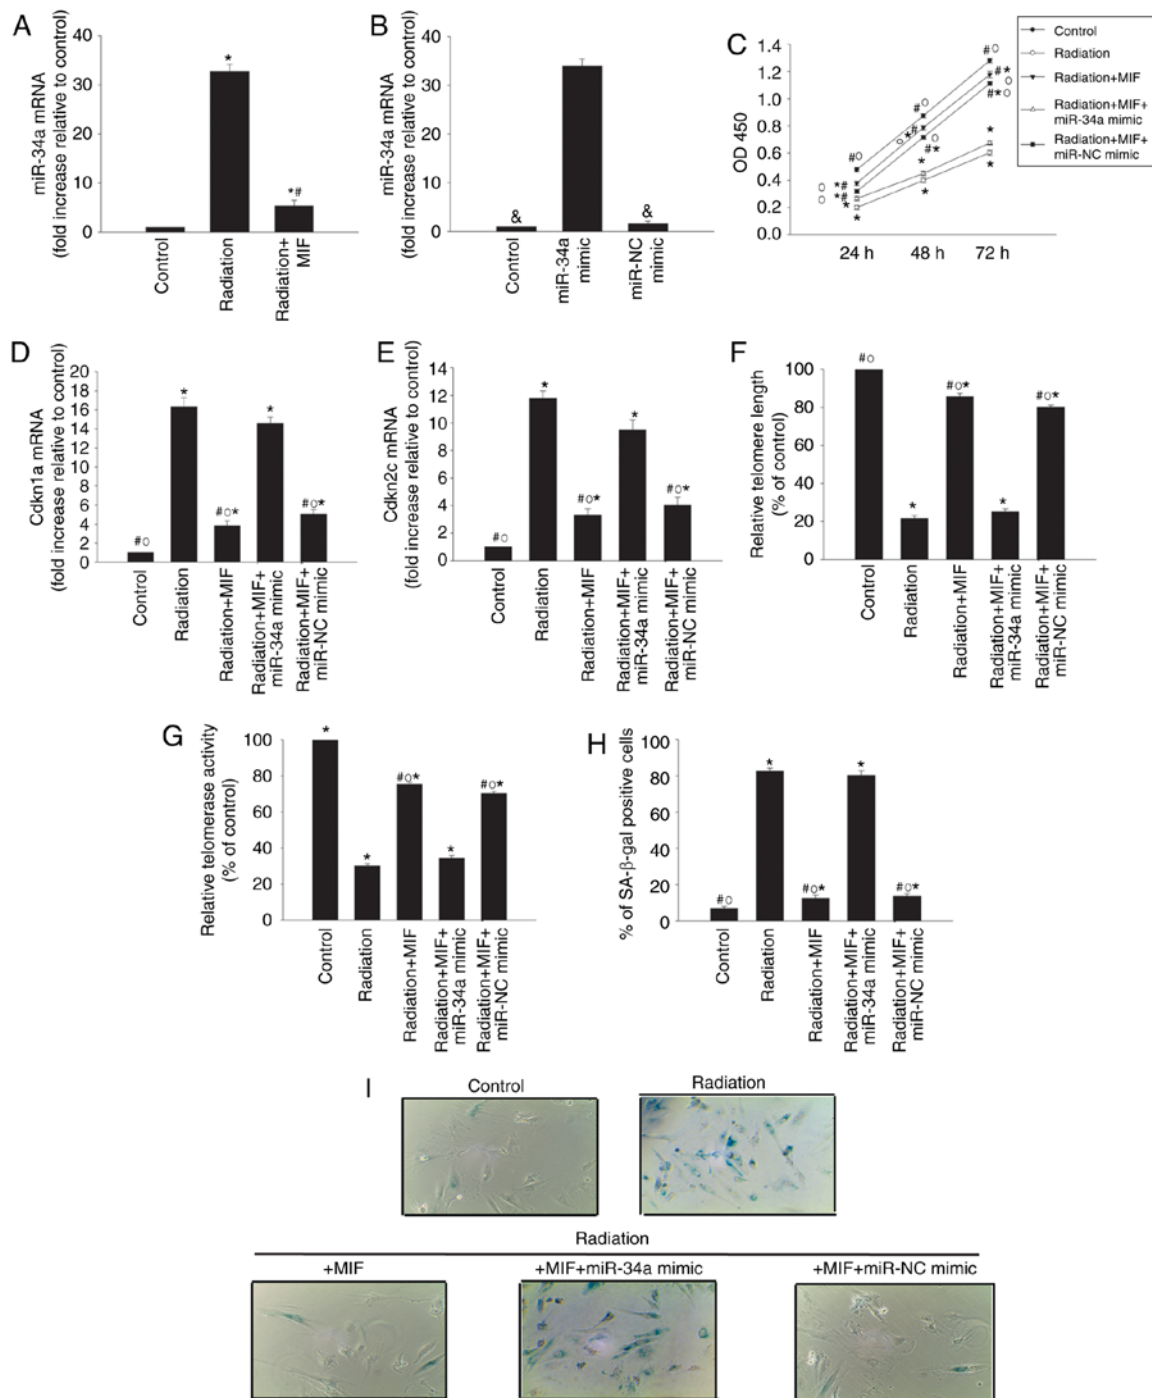 A
miR-34a mRNA
(fold increase relative to control)
40
30
20
10
0
*
*#
Control
Radiation
Radiation+
MIF
B
miR-34a mRNA
(fold increase relative to control)
40
30
20
10
0
&
&
Control
miR-34a
mimic
miR-NC
mimic
C
OD 450
1.4
1.2
1.0
0.8
0.6
0.4
0.2
0.0
24 h
48 h
72 h
Control
Radiation
Radiation+MIF
Radiation+MIF+
miR-34a mimic
Radiation+MIF+
miR-NC mimic
D
Cdkn1a mRNA
(fold increase relative to control)
20
18
16
14
12
10
8
6
4
2
0
#○
*
#○*
*
#○*
Control
Radiation
Radiation+MIF
Radiation+MIF+
miR-34a mimic
Radiation+MIF+
miR-NC mimic
E
Cdkn2c mRNA
(fold increase relative to control)
14
12
10
8
6
4
2
0
#○
*
#○*
*
#○*
Control
Radiation
Radiation+MIF
Radiation+MIF+
miR-34a mimic
Radiation+MIF+
miR-NC mimic
F
Relative telomere length
(% of control)
100
80
60
40
20
0
#○
*
#○*
*
#○*
Control
Radiation
Radiation+MIF
Radiation+MIF+
miR-34a mimic
Radiation+MIF+
miR-NC mimic
G
Relative telomerase activity
(% of control)
100
80
60
40
20
0
*
*
#○*
*
#○*
Control
Radiation
Radiation+MIF
Radiation+MIF+
miR-34a mimic
Radiation+MIF+
miR-NC mimic
H
% of SA-β-gal positive cells
100
80
60
40
20
0
#○
*
#○*
*
#○*
Control
Radiation
Radiation+MIF
Radiation+MIF+
miR-34a mimic
Radiation+MIF+
miR-NC mimic
I
Control
Radiation
Radiation
+MIF
+MIF+miR-34a mimic
+MIF+miR-NC mimic